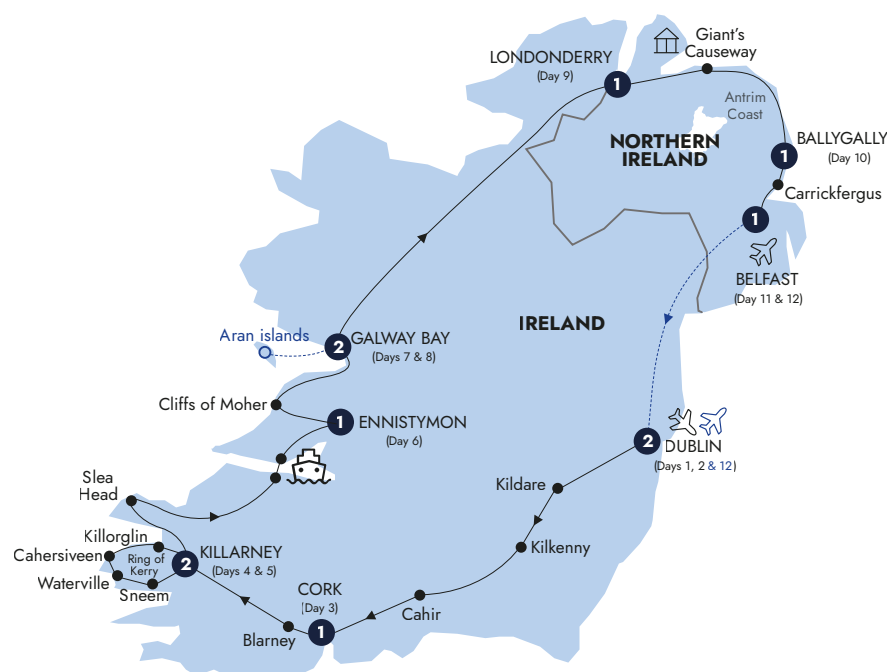 Giant's
Causeway
LONDONDERRY
(Day 9)
1
Antrim
Coast
NORTHERN
IRELAND
BALLYGALLY
1
(Day 10)
Carrickfergus
1
BELFAST
(Day 11 & 12)
IRELAND
Aran islands
2
GALWAY BAY
(Days 7 & 8)
Cliffs of Moher
1
ENNISTYMON
(Day 6)
2
DUBLIN
(Days 1, 2 & 12)
Slea
Head
Kildare
Killorglin
Kilkenny
Cahersiveen
Ring of
Kerry
2
KILLARNEY
(Days 4 & 5)
Waterville
Sneem
CORK
(Day 3)
Cahir
Blarney
1